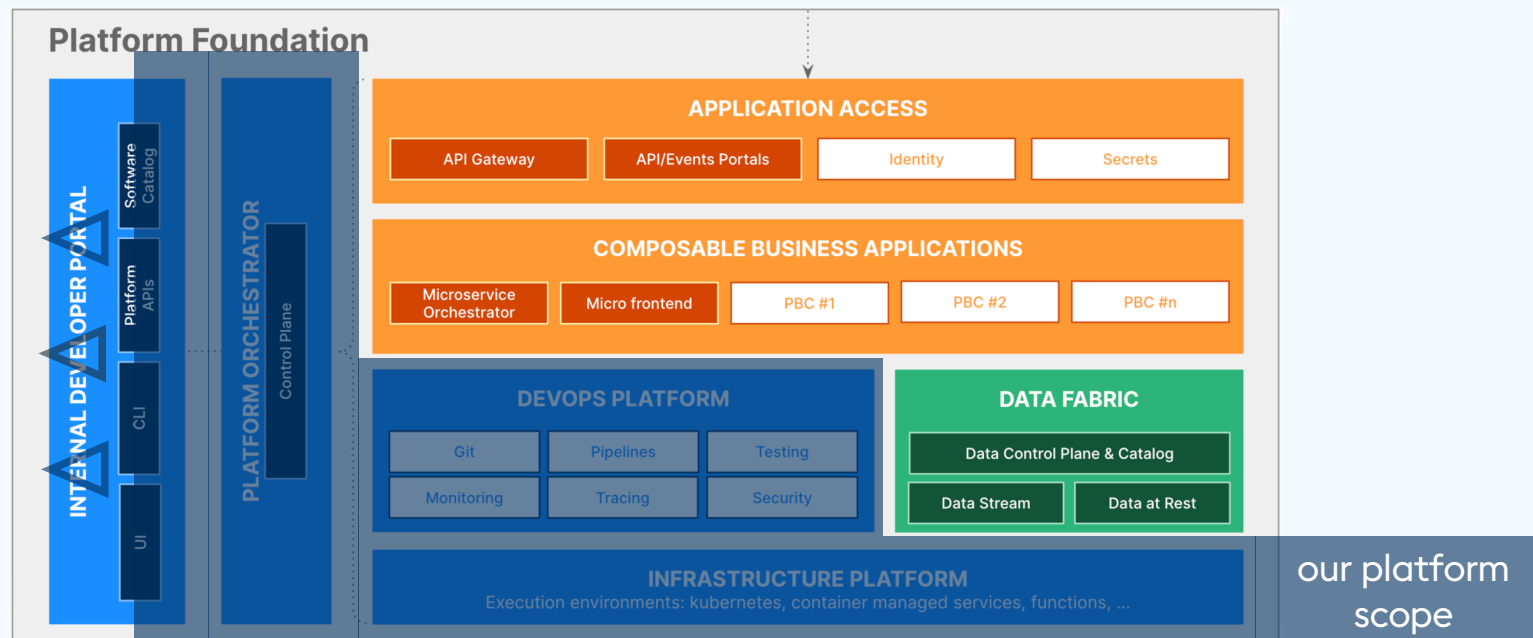 Platform Foundation
INTERNAL DEVELOPER PORTAL
Software
Catalog
Platform
APIs
CLI
UI
PLATFORM ORCHESTRATOR
Control Plane
APPLICATION ACCESS
API Gateway
API/Events Portals
Identity
Secrets
COMPOSABLE BUSINESS APPLICATIONS
Microservice
Orchestrator
Micro frontend
PBC #1
PBC #2
PBC #n
DEVOPS PLATFORM
Git
Pipelines
Testing
Monitoring
Tracing
Security
DATA FABRIC
Data Control Plane & Catalog
Data Stream
Data at Rest
INFRASTRUCTURE PLATFORM
Execution environments: kubernetes, container managed services, functions, ...
our platform
scope